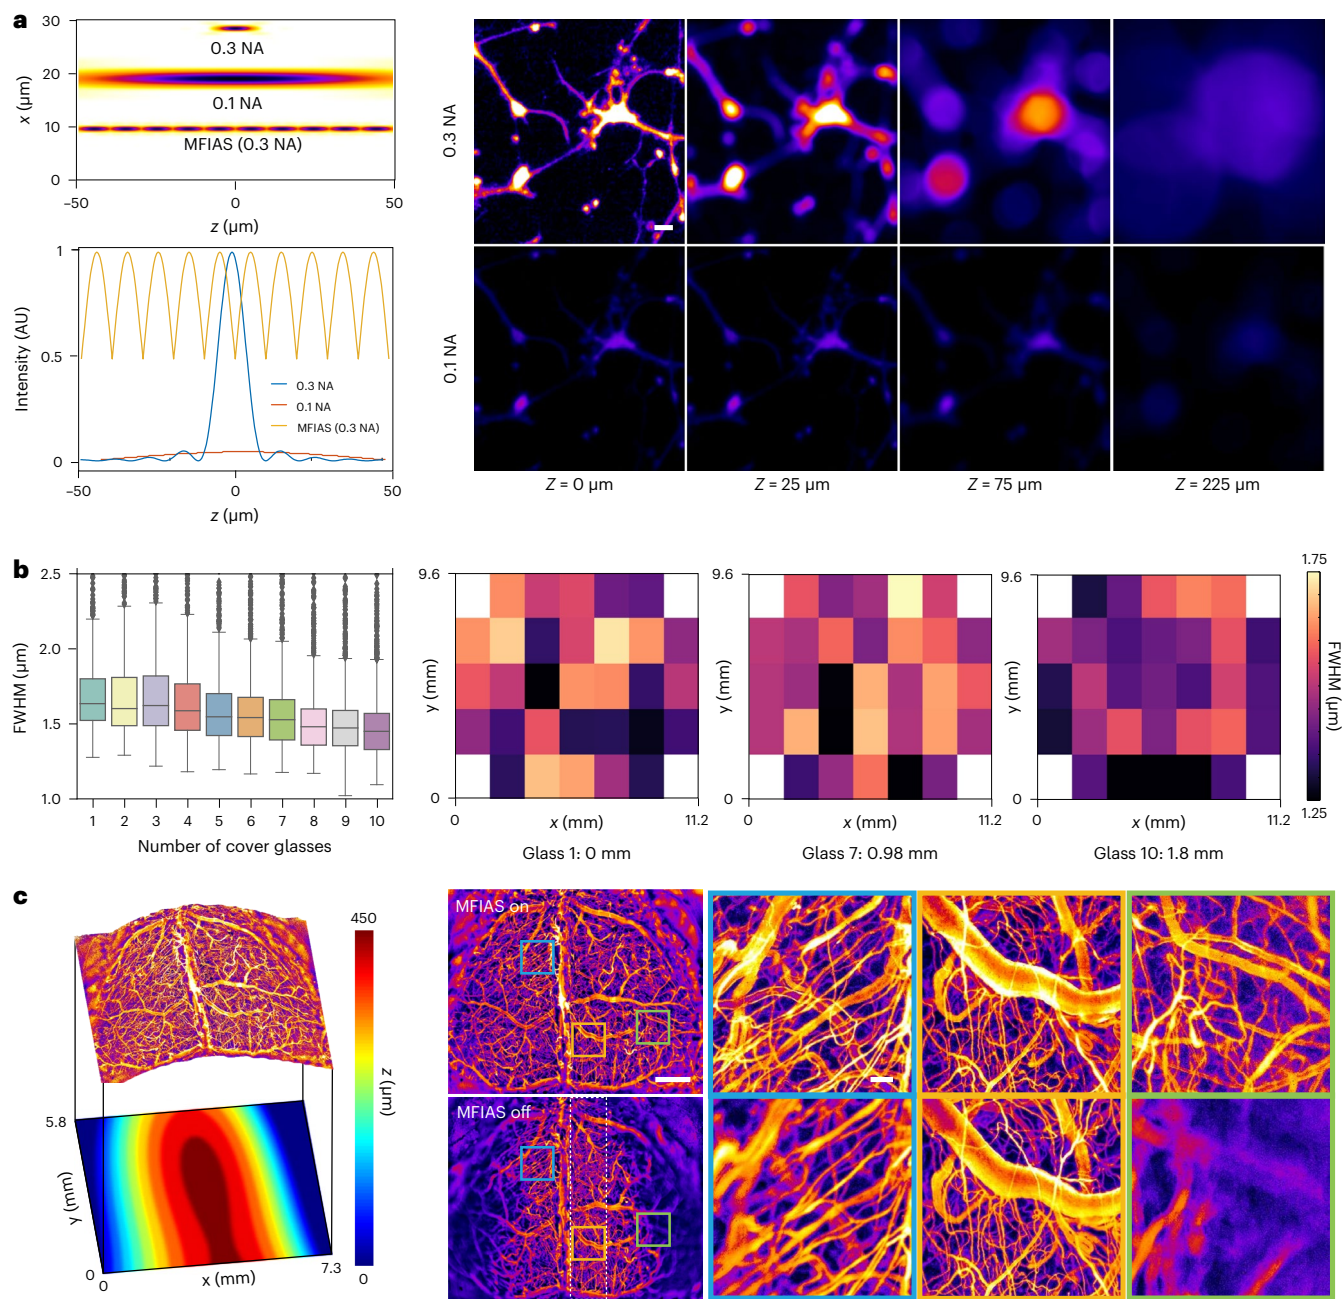 a
30
20
10
0
x (µm)
0.3 NA
0.1 NA
MFIAS (0.3 NA)
−50
0
50
z (µm)
1
0.5
0
Intensity (AU)
0.3 NA
0.1 NA
MFIAS (0.3 NA)
−50
0
50
z (µm)
0.3 NA
0.1 NA
Z = 0 µm
Z = 25 µm
Z = 75 µm
Z = 225 µm
b
2.5
2.0
1.5
1.0
FWHM (µm)
1 2 3 4 5 6 7 8 9 10
Number of cover glasses
9.6
0
y (mm)
0
x (mm)
11.2
Glass 1: 0 mm
9.6
0
y (mm)
0
x (mm)
11.2
Glass 7: 0.98 mm
9.6
0
y (mm)
0
x (mm)
11.2
Glass 10: 1.8 mm
1.75
1.25
FWHM (µm)
c
450
0
z (µm)
5.8
0
y (mm)
0
x (mm)
7.3
MFIAS on
MFIAS off